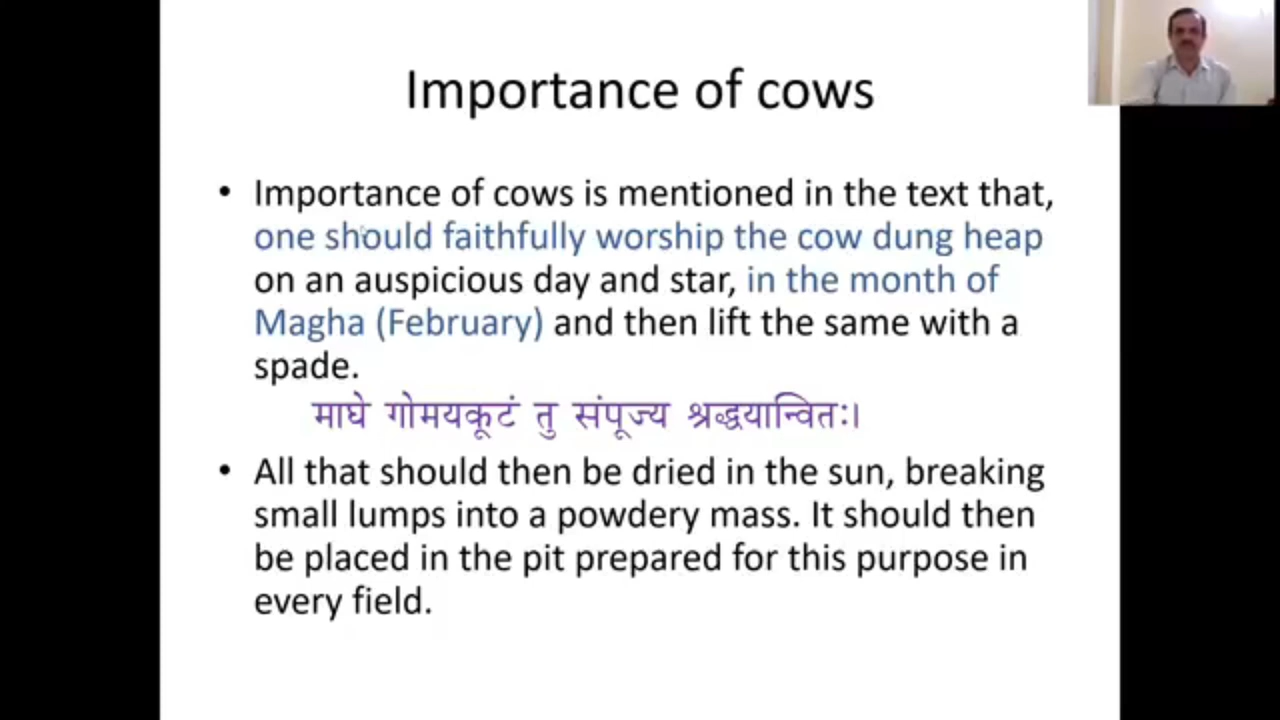 Importance of cows
• Importance of cows is mentioned in the text that,
one should faithfully worship the cow dung heap
on an auspicious day and star, in the month of
Magha (February) and then lift the same with a
spade.
माघे गोमयकूटं तु संपूज्य श्रद्धयान्वितः।
• All that should then be dried in the sun, breaking
small lumps into a powdery mass. It should then
be placed in the pit prepared for this purpose in
every field.